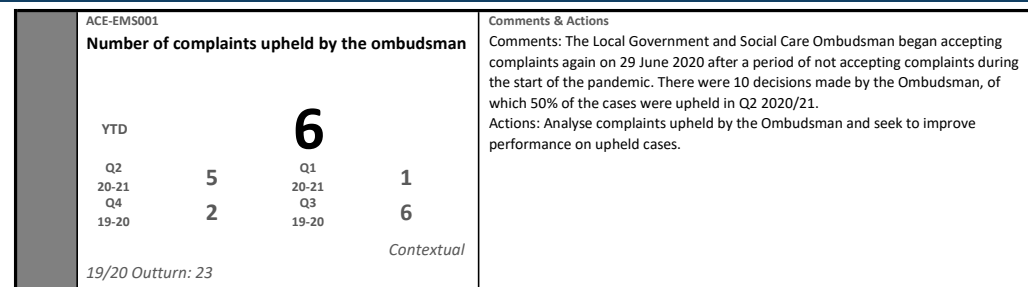 ACE-EMS001
Number of complaints upheld by the ombudsman
YTD 6
Q2 20-21 5 Q1 20-21 1
Q4 19-20 2 Q3 19-20 6
Contextual
19/20 Outturn: 23
Comments & Actions
Comments: The Local Government and Social Care Ombudsman began accepting
complaints again on 29 June 2020 after a period of not accepting complaints during
the start of the pandemic. There were 10 decisions made by the Ombudsman, of
which 50% of the cases were upheld in Q2 2020/21.
Actions: Analyse complaints upheld by the Ombudsman and seek to improve
performance on upheld cases.